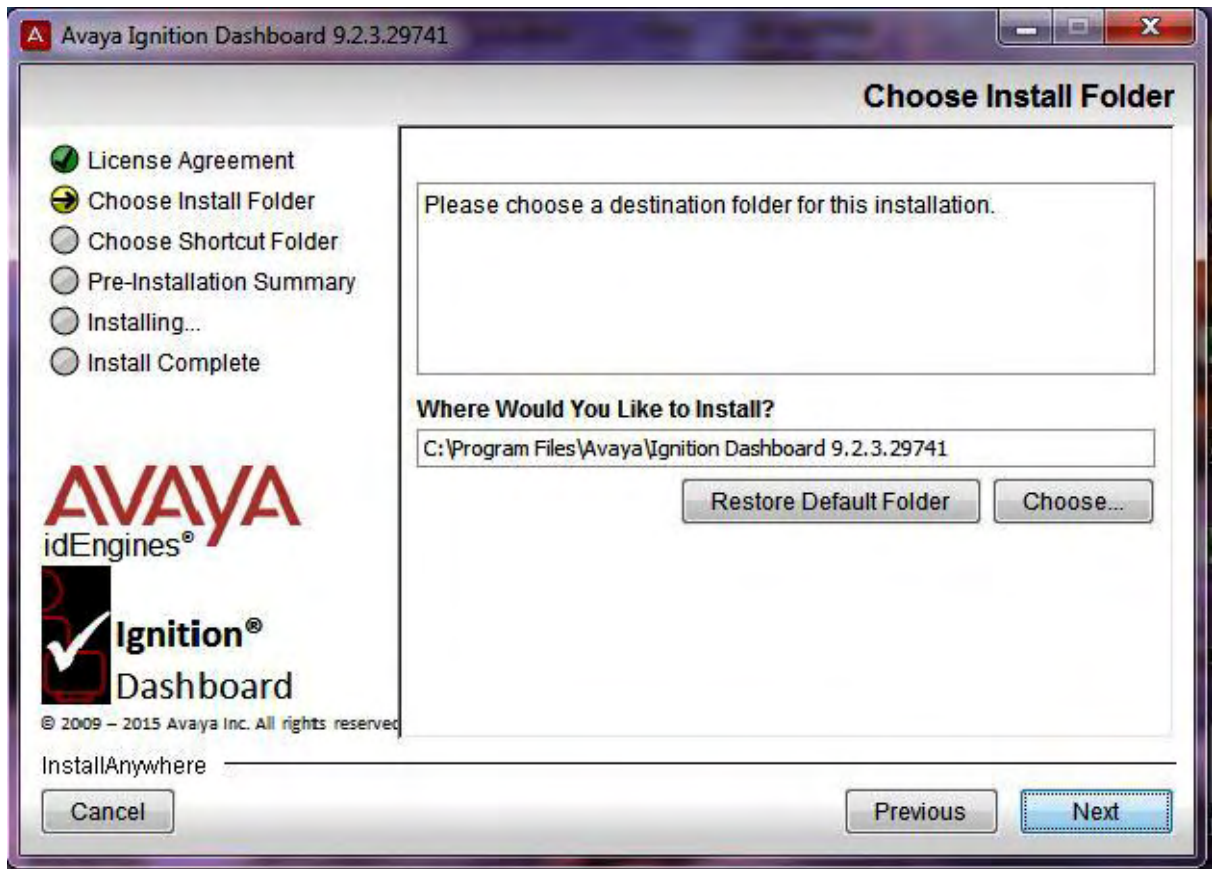 Avaya Ignition Dashboard 9.2.3.29741
Choose Install Folder
License Agreement
Choose Install Folder
Choose Shortcut Folder
Pre-Installation Summary
Installing...
Install Complete
Please choose a destination folder for this installation.
Where Would You Like to Install?
C:\Program Files\Avaya\Ignition Dashboard 9.2.3.29741
Restore Default Folder
Choose...
AVAYA
idEngines®
Ignition®
Dashboard
© 2009 – 2015 Avaya Inc. All rights reserved
InstallAnywhere
Cancel
Previous
Next